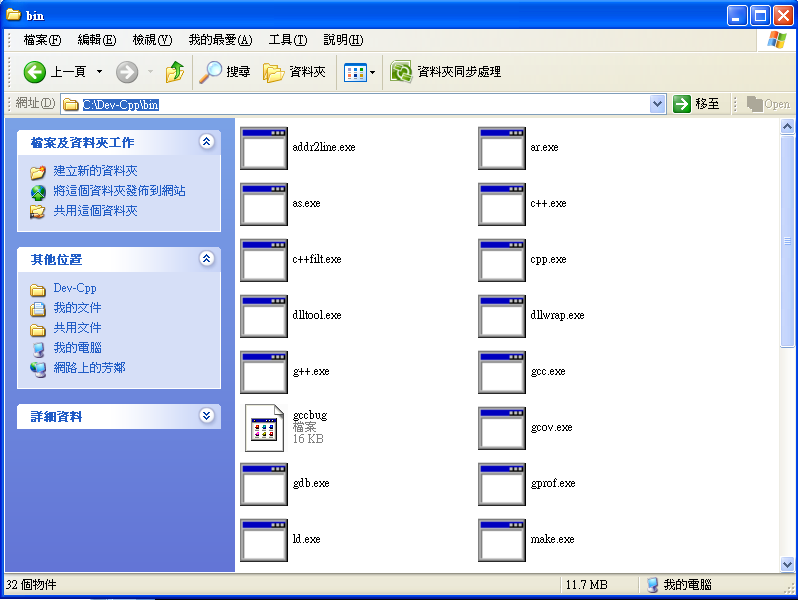 bin
檔案(F) 編輯(E) 檢視(V) 我的最愛(A) 工具(T) 說明(H)
上一頁 搜尋 資料夾 資料夾同步處理
網址(D) C:\Dev-Cpp\bin 移至 Open
檔案及資料夾工作
建立新的資料夾
將這個資料夾發佈到網站
共用這個資料夾
其他位置
Dev-Cpp
我的文件
共用文件
我的電腦
網路上的芳鄰
詳細資料
addr2line.exe ar.exe
as.exe c++.exe
c++filt.exe cpp.exe
dlltool.exe dllwrap.exe
g++.exe gcc.exe
gccbug
檔案
16 KB
gcov.exe
gdb.exe gprof.exe
ld.exe make.exe
32 個物件 11.7 MB 我的電腦